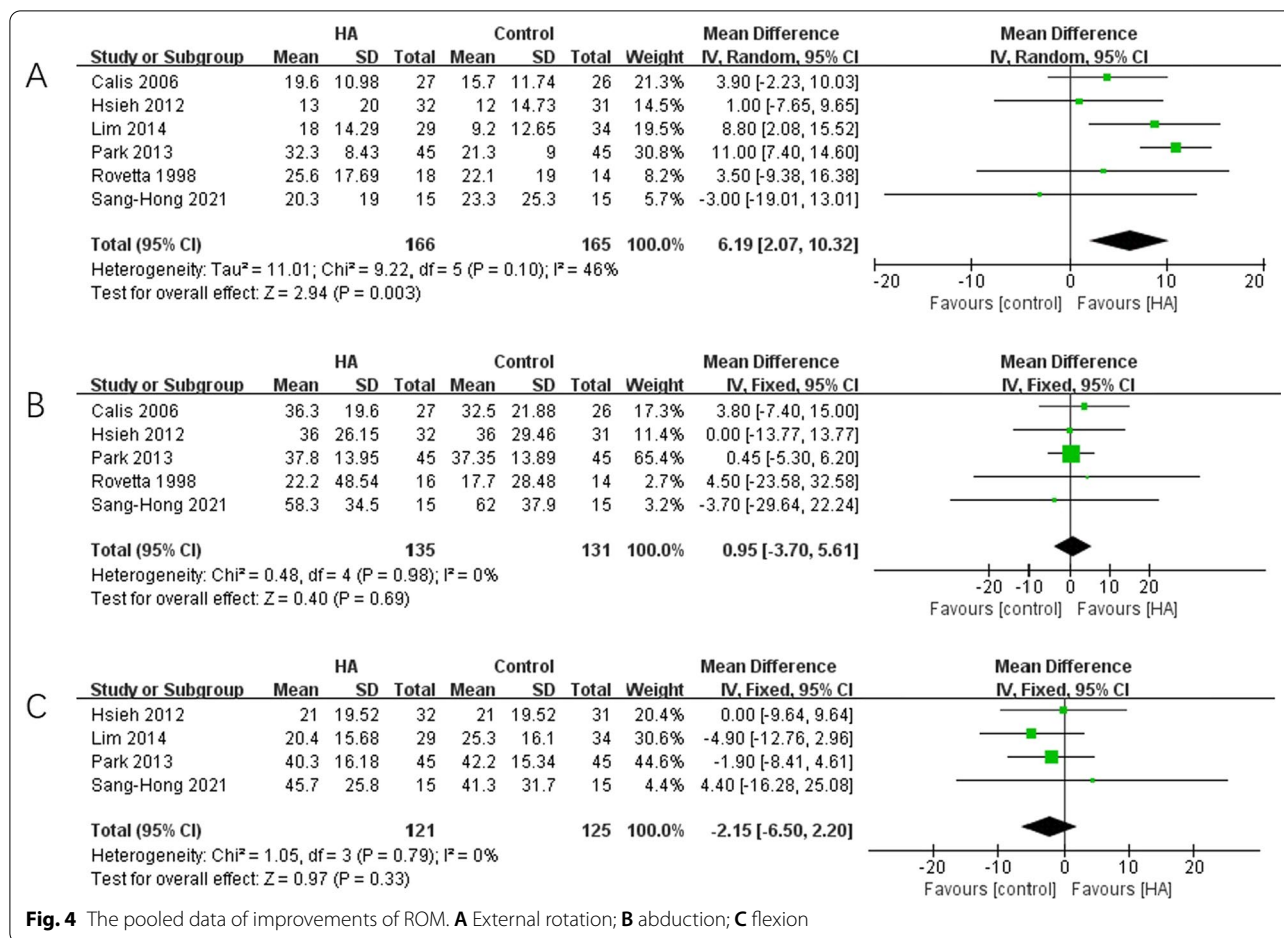 A
HA Control Mean Difference Mean Difference
Study or Subgroup Mean SD Total Mean SD Total Weight IV, Random, 95% CI IV, Random, 95% CI
Calis 2006 19.6 10.98 27 15.7 11.74 26 21.3% 3.90 [-2.23, 10.03]
Hsieh 2012 13 20 32 12 14.73 31 14.5% 1.00 [-7.65, 9.65]
Lim 2014 18 14.29 29 9.2 12.65 34 19.5% 8.80 [2.08, 15.52]
Park 2013 32.3 8.43 45 21.3 9 45 30.8% 11.00 [7.40, 14.60]
Rovetta 1998 25.6 17.69 18 22.1 19 14 8.2% 3.50 [-9.38, 16.38]
Sang-Hong 2021 20.3 19 15 23.3 25.3 15 5.7% -3.00 [-19.01, 13.01]
Total (95% CI) 166 165 100.0% 6.19 [2.07, 10.32]
Heterogeneity: Tau² = 11.01; Chi² = 9.22, df = 5 (P = 0.10); I² = 46%
Test for overall effect: Z = 2.94 (P = 0.003)
-20 -10 0 10 20
Favours [control] Favours [HA]
B
HA Control Mean Difference Mean Difference
Study or Subgroup Mean SD Total Mean SD Total Weight IV, Fixed, 95% CI IV, Fixed, 95% CI
Calis 2006 36.3 19.6 27 32.5 21.88 26 17.3% 3.80 [-7.40, 15.00]
Hsieh 2012 36 26.15 32 36 29.46 31 11.4% 0.00 [-13.77, 13.77]
Park 2013 37.8 13.95 45 37.35 13.89 45 65.4% 0.45 [-5.30, 6.20]
Rovetta 1998 22.2 48.54 16 17.7 28.48 14 2.7% 4.50 [-23.58, 32.58]
Sang-Hong 2021 58.3 34.5 15 62 37.9 15 3.2% -3.70 [-29.64, 22.24]
Total (95% CI) 135 131 100.0% 0.95 [-3.70, 5.61]
Heterogeneity: Chi² = 0.48, df = 4 (P = 0.98); I² = 0%
Test for overall effect: Z = 0.40 (P = 0.69)
-20 -10 0 10 20
Favours [control] Favours [HA]
C
HA Control Mean Difference Mean Difference
Study or Subgroup Mean SD Total Mean SD Total Weight IV, Fixed, 95% CI IV, Fixed, 95% CI
Hsieh 2012 21 19.52 32 21 19.52 31 20.4% 0.00 [-9.64, 9.64]
Lim 2014 20.4 15.68 29 25.3 16.1 34 30.6% -4.90 [-12.76, 2.96]
Park 2013 40.3 16.18 45 42.2 15.34 45 44.6% -1.90 [-8.41, 4.61]
Sang-Hong 2021 45.7 25.8 15 41.3 31.7 15 4.4% 4.40 [-16.28, 25.08]
Total (95% CI) 121 125 100.0% -2.15 [-6.50, 2.20]
Heterogeneity: Chi² = 1.05, df = 3 (P = 0.79); I² = 0%
Test for overall effect: Z = 0.97 (P = 0.33)
-20 -10 0 10 20
Favours [control] Favours [HA]
Fig. 4 The pooled data of improvements of ROM. A External rotation; B abduction; C flexion